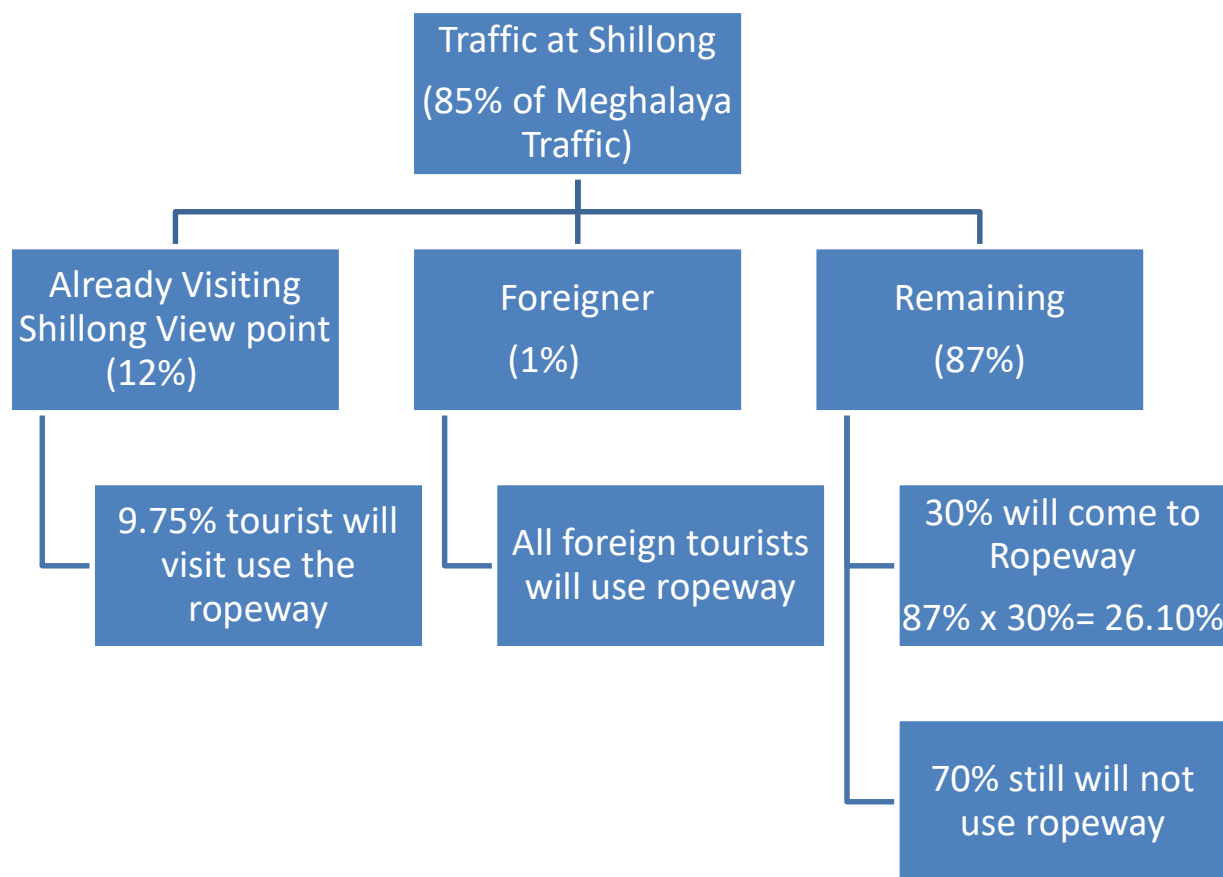 Traffic at Shillong
(85% of Meghalaya
Traffic)
Already Visiting
Shillong View point
(12%)
Foreigner
(1%)
Remaining
(87%)
9.75% tourist will
visit use the
ropeway
All foreign tourists
will use ropeway
30% will come to
Ropeway
87% x 30%= 26.10%
70% still will not
use ropeway